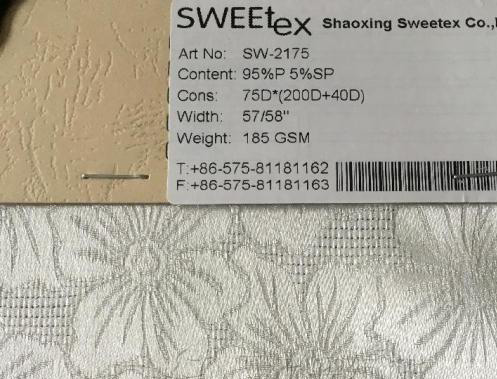 SWEEtex Shaoxing Sweetex Co.,
Art No: SW-2175
Content: 95%P 5%SP
Cons: 75D*(200D+40D)
Width: 57/58"
Weight: 185 GSM
T:+86-575-81181162
F:+86-575-81181163